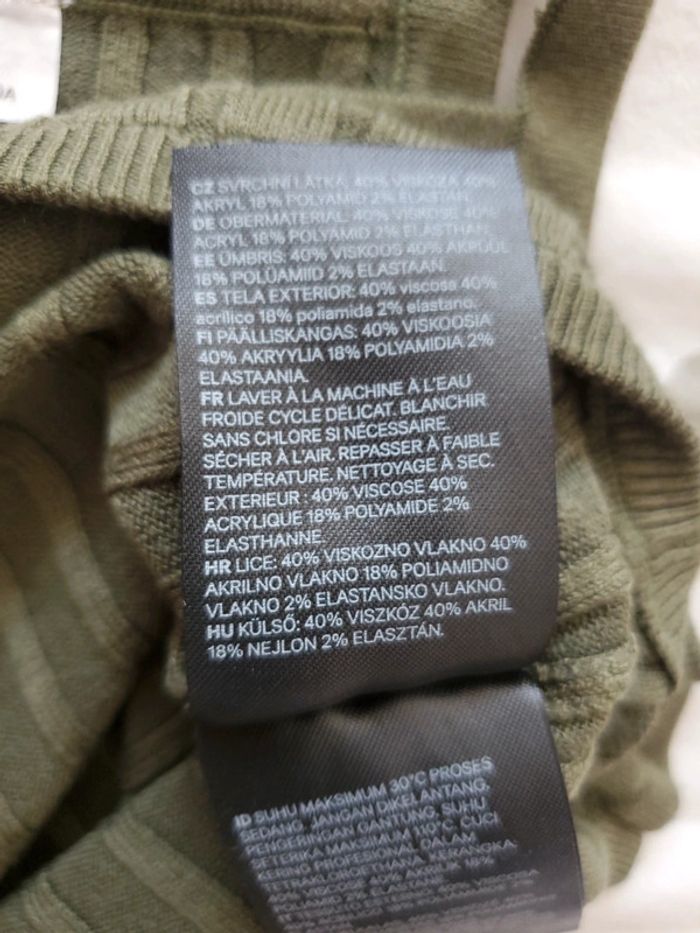 CZ SVRCHNÍ LÁTKA: 40% VISKÓZA 40%
AKRYL 18% POLYAMID 2% ELASTAN.
DE OBERMATERIAL: 40% VISKOSE 40%
ACRYL 18% POLYAMID 2% ELASTHAN.
EE ÜMBRIS: 40% VISKOOS 40% AKRÜÜL
18% POLÜAMIID 2% ELASTAAN.
ES TELA EXTERIOR: 40% viscosa 40%
acrílico 18% poliamida 2% elastano.
FI PÄÄLLISKANGAS: 40% VISKOOSIA
40% AKRYYLIA 18% POLYAMIDIA 2%
ELASTAANIA.
FR LAVER À LA MACHINE À L'EAU
FROIDE CYCLE DÉLICAT. BLANCHIR
SANS CHLORE SI NÉCESSAIRE.
SÉCHER À L'AIR. REPASSER À FAIBLE
TEMPÉRATURE. NETTOYAGE À SEC.
EXTERIEUR : 40% VISCOSE 40%
ACRYLIQUE 18% POLYAMIDE 2%
ELASTHANNE.
HR LICE: 40% VISKOZNO VLAKNO 40%
AKRILNO VLAKNO 18% POLIAMIDNO
VLAKNO 2% ELASTANSKO VLAKNO.
HU KÜLSŐ: 40% VISZKÓZ 40% AKRIL
18% NEJLON 2% ELASZTÁN.
ID SUHU MAKSIMUM 30°C PROSES
SEDANG. JANGAN DIKELANTANG.
PENGERINGAN GANTUNG. SUHU
SETERIKA MAKSIMUM 110°C. CUCI
KERING PROFESIONAL DALAM